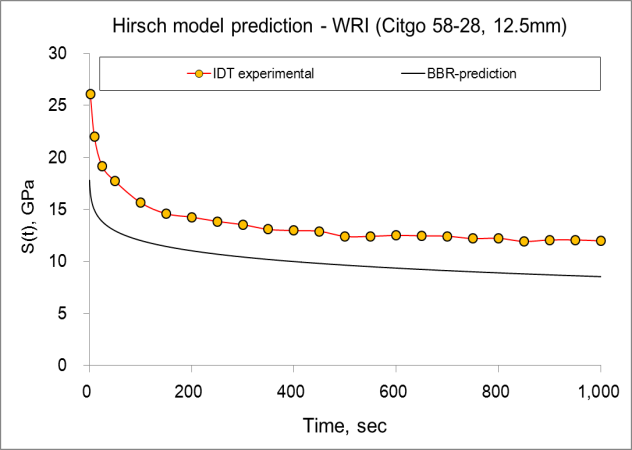 Hirsch model prediction - WRI (Citgo 58-28, 12.5mm)
IDT experimental
BBR-prediction
30
25
20
15
10
5
0
S(t), GPa
0 200 400 600 800 1,000
Time, sec